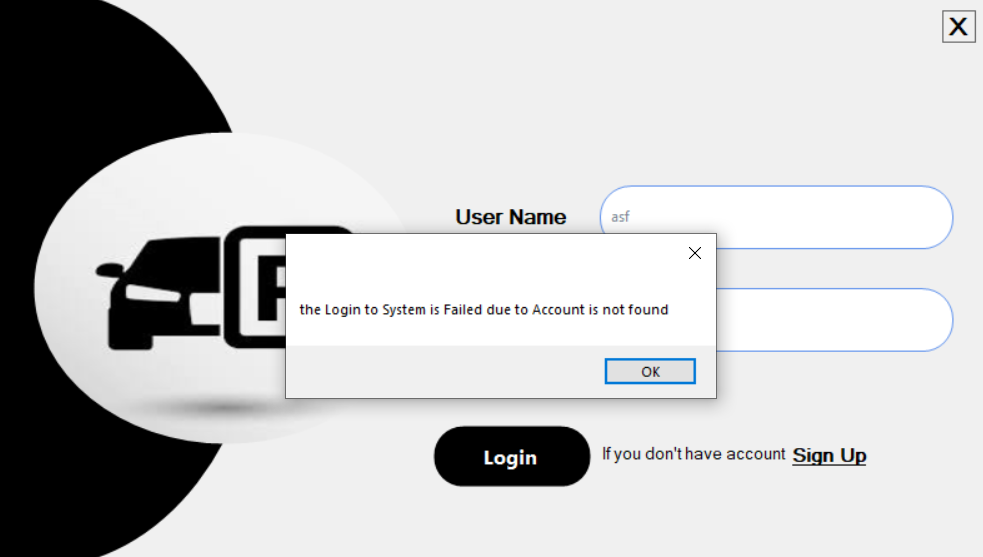 X
User Name
asf
the Login to System is Failed due to Account is not found
OK
Login
If you don't have account Sign Up